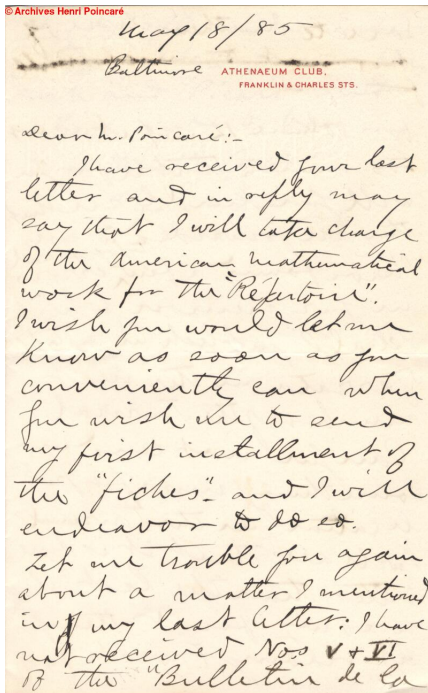 © Archives Henri Poincaré
May 18/85
Baltimore ATHENAEUM CLUB,
FRANKLIN & CHARLES STS.
Dear M. Poincaré:-
I have received your last
letter and in reply may
say that I will take charge
of the American mathematical
work for the "Répertoire".
I wish you would let me
know as soon as you
conveniently can when
you wish me to send
my first installment of
the "fiches" and I will
endeavor to do so.
Let me trouble you again
about a matter I mentioned
in my last letter: I have
not received Nos V + VI
of the "Bulletin de la